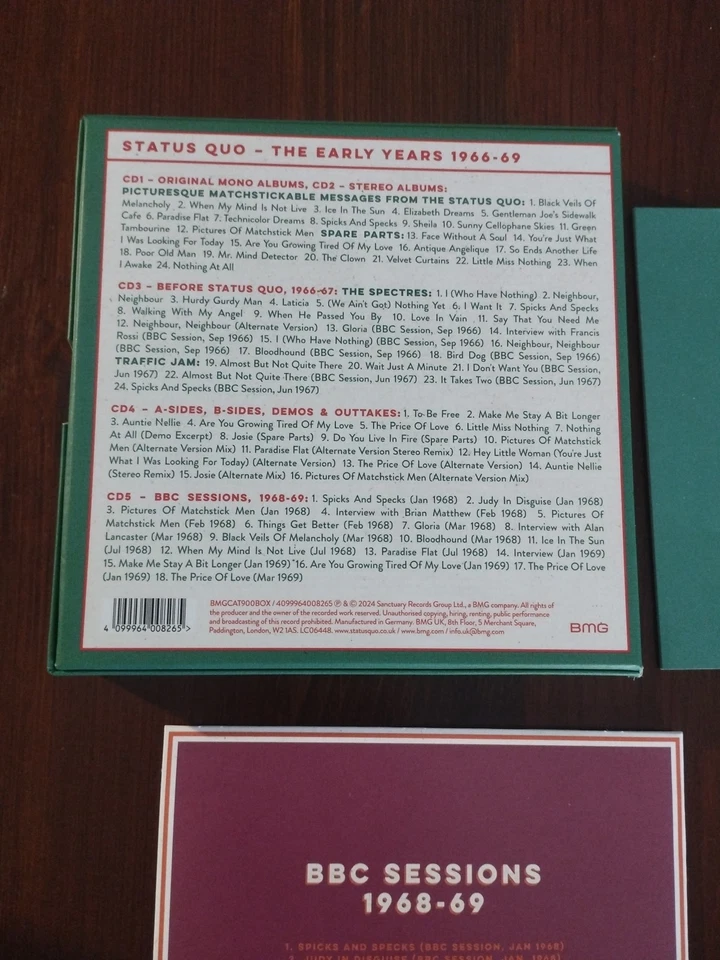 STATUS QUO – THE EARLY YEARS 1966-69
CD1 – ORIGINAL MONO ALBUMS, CD2 – STEREO ALBUMS:
PICTURESQUE MATCHSTICKABLE MESSAGES FROM THE STATUS QUO: 1. Black Veils Of
Melancholy 2. When My Mind Is Not Live 3. Ice In The Sun 4. Elizabeth Dreams 5. Gentleman Joe's Sidewalk
Cafe 6. Paradise Flat 7. Technicolor Dreams 8. Spicks And Specks 9. Sheila 10. Sunny Cellophane Skies 11. Green
Tambourine 12. Pictures Of Matchstick Men SPARE PARTS: 13. Face Without A Soul 14. You're Just What
I Was Looking For Today 15. Are You Growing Tired Of My Love 16. Antique Angelique 17. So Ends Another Life
18. Poor Old Man 19. Mr. Mind Detector 20. The Clown 21. Velvet Curtains 22. Little Miss Nothing 23. When
I Awake 24. Nothing At All
CD3 – BEFORE STATUS QUO, 1966-67: THE SPECTRES: 1. I (Who Have Nothing) 2. Neighbour,
Neighbour 3. Hurdy Gurdy Man 4. Laticia 5. (We Ain't Got) Nothing Yet 6. I Want It 7. Spicks And Specks
8. Walking With My Angel 9. When He Passed You By 10. Love In Vain 11. Say That You Need Me
12. Neighbour, Neighbour (Alternate Version) 13. Gloria (BBC Session, Sep 1966) 14. Interview with Francis
Rossi (BBC Session, Sep 1966) 15. I (Who Have Nothing) (BBC Session, Sep 1966) 16. Neighbour, Neighbour
(BBC Session, Sep 1966) 17. Bloodhound (BBC Session, Sep 1966) 18. Bird Dog (BBC Session, Sep 1966)
TRAFFIC JAM: 19. Almost But Not Quite There 20. Wait Just A Minute 21. I Don't Want You (BBC Session,
Jun 1967) 22. Almost But Not Quite There (BBC Session, Jun 1967) 23. It Takes Two (BBC Session, Jun 1967)
24. Spicks And Specks (BBC Session, Jun 1967)
CD4 – A-SIDES, B-SIDES, DEMOS & OUTTAKES: 1. To Be Free 2. Make Me Stay A Bit Longer
3. Auntie Nellie 4. Are You Growing Tired Of My Love 5. The Price Of Love 6. Little Miss Nothing 7. Nothing
At All (Demo Excerpt) 8. Josie (Spare Parts) 9. Do You Live In Fire (Spare Parts) 10. Pictures Of Matchstick
Men (Alternate Version Mix) 11. Paradise Flat (Alternate Version Stereo Remix) 12. Hey Little Woman (You're Just
What I Was Looking For Today) (Alternate Version) 13. The Price Of Love (Alternate Version) 14. Auntie Nellie
(Stereo Remix) 15. Josie (Alternate Mix) 16. Pictures Of Matchstick Men (Alternate Version Mix)
CD5 – BBC SESSIONS, 1968-69: 1. Spicks And Specks (Jan 1968) 2. Judy In Disguise (Jan 1968)
3. Pictures Of Matchstick Men (Jan 1968) 4. Interview with Brian Matthew (Feb 1968) 5. Pictures Of
Matchstick Men (Feb 1968) 6. Things Get Better (Feb 1968) 7. Gloria (Mar 1968) 8. Interview with Alan
Lancaster (Mar 1968) 9. Black Veils Of Melancholy (Mar 1968) 10. Bloodhound (Mar 1968) 11. Ice In The Sun
(Jul 1968) 12. When My Mind Is Not Live (Jul 1968) 13. Paradise Flat (Jul 1968) 14. Interview (Jan 1969)
15. Make Me Stay A Bit Longer (Jan 1969) 16. Are You Growing Tired Of My Love (Jan 1969) 17. The Price Of Love
(Jan 1969) 18. The Price Of Love (Mar 1969)
BMGCAT900BOX / 4099964008265 ℗ & © 2024 Sanctuary Records Group Ltd., a BMG company. All rights of
the producer and the owner of the recorded work reserved. Unauthorised copying, hiring, renting, public performance
and broadcasting of this record prohibited. Manufactured in Germany. BMG UK, 8th Floor, 5 Merchant Square,
Paddington, London, W2 1AS. LC06448. www.statusquo.co.uk / www.bmg.com / info.uk@bmg.com
4 099964 008265 >
BMG
BBC SESSIONS
1968-69
1. SPICKS AND SPECKS (BBC SESSION, JAN 1968)
2. JUDY IN DISGUISE (BBC SESSION, JAN, 1968)